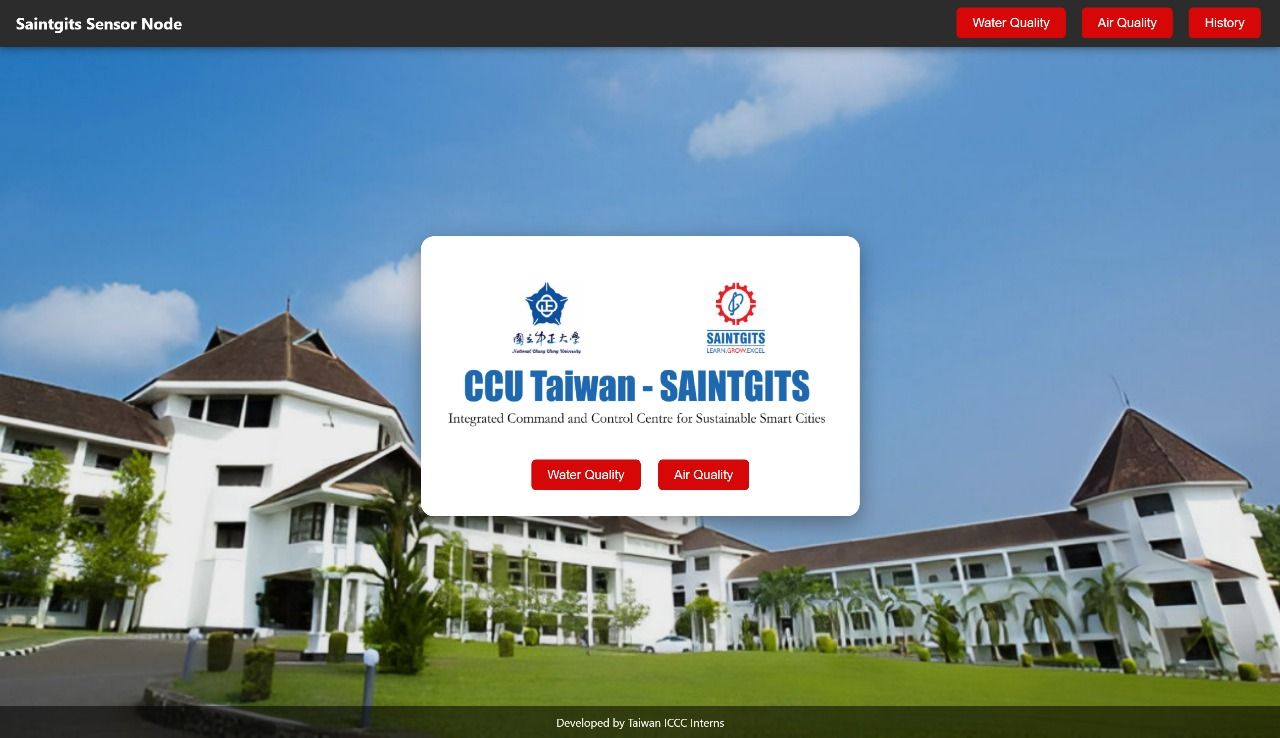 Saintgits Sensor Node
Water Quality
Air Quality
History
國立中正大學
National Chung Cheng University
SAINTGITS
LEARN.GROW.EXCEL
CCU Taiwan - SAINTGITS
Integrated Command and Control Centre for Sustainable Smart Cities
Water Quality
Air Quality
Developed by Taiwan ICCC Interns